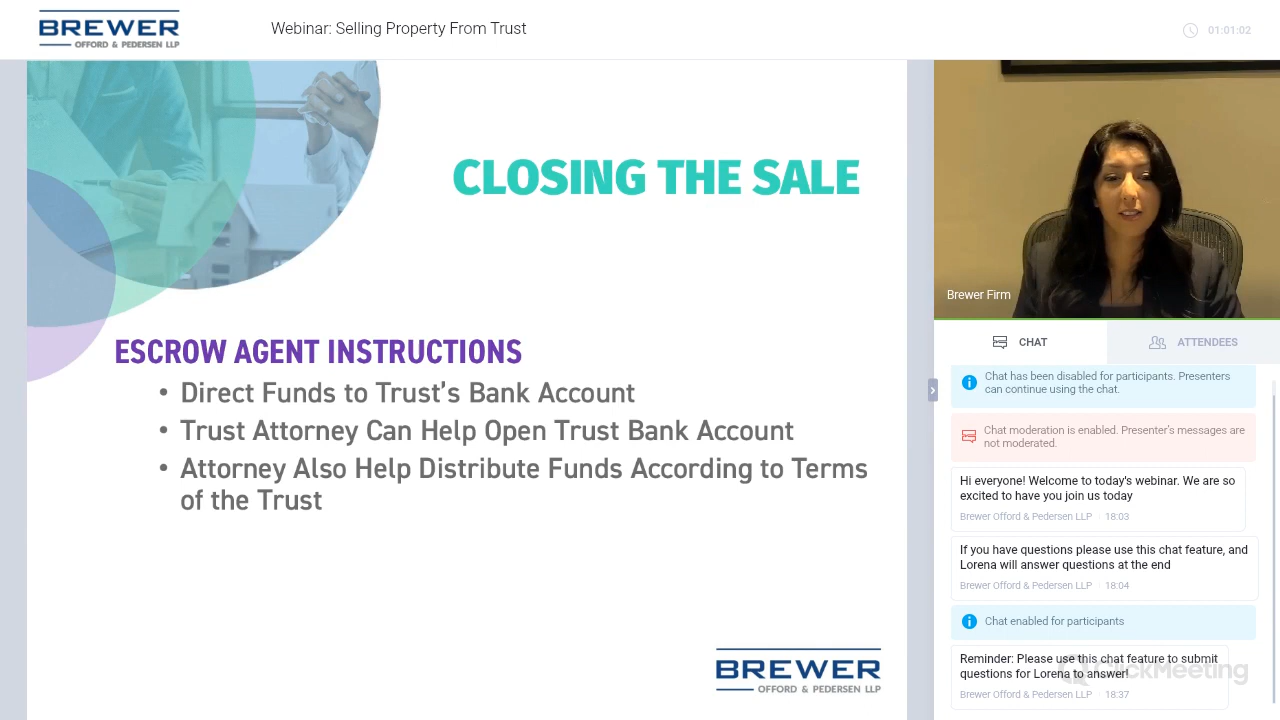 BREWER
OFFORD & PEDERSEN LLP
Webinar: Selling Property From Trust
01:01:02
CLOSING THE SALE
ESCROW AGENT INSTRUCTIONS
• Direct Funds to Trust's Bank Account
• Trust Attorney Can Help Open Trust Bank Account
• Attorney Also Help Distribute Funds According to Terms
of the Trust
BREWER
OFFORD & PEDERSEN LLP
Brewer Firm
CHAT
ATTENDEES
Chat has been disabled for participants. Presenters
can continue using the chat.
Chat moderation is enabled. Presenter's messages are
not moderated.
Hi everyone! Welcome to today's webinar. We are so
excited to have you join us today
Brewer Offord & Pedersen LLP 18:03
If you have questions please use this chat feature, and
Lorena will answer questions at the end
Brewer Offord & Pedersen LLP 18:04
Chat enabled for participants
Reminder: Please use this chat feature to submit
questions for Lorena to answer!
Brewer Offord & Pedersen LLP 18:37
ClickMeeting